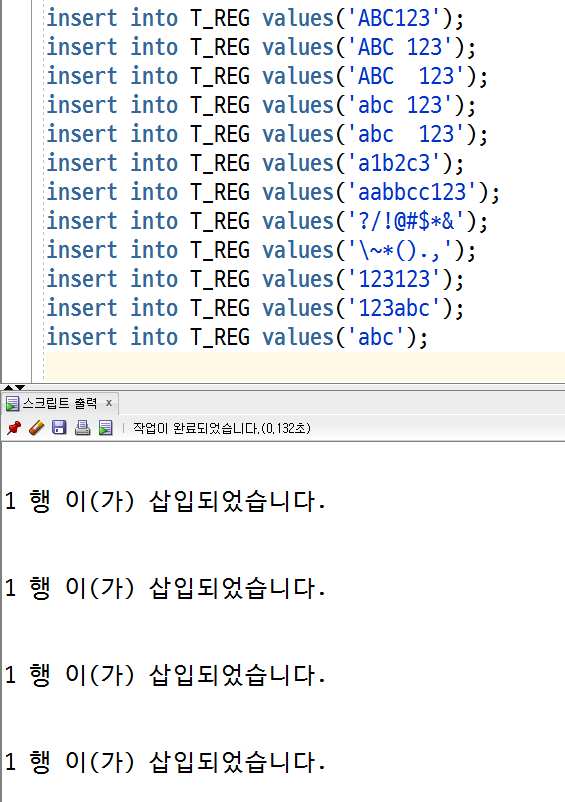 insert into T_REG values('ABC123');
insert into T_REG values('ABC 123');
insert into T_REG values('ABC  123');
insert into T_REG values('abc 123');
insert into T_REG values('abc  123');
insert into T_REG values('a1b2c3');
insert into T_REG values('aabbcc123');
insert into T_REG values('?/!@#$*&');
insert into T_REG values('\~*().,');
insert into T_REG values('123123');
insert into T_REG values('123abc');
insert into T_REG values('abc');
스크립트 출력 x
작업이 완료되었습니다.(0,132초)
1 행 이(가) 삽입되었습니다.
1 행 이(가) 삽입되었습니다.
1 행 이(가) 삽입되었습니다.
1 행 이(가) 삽입되었습니다.